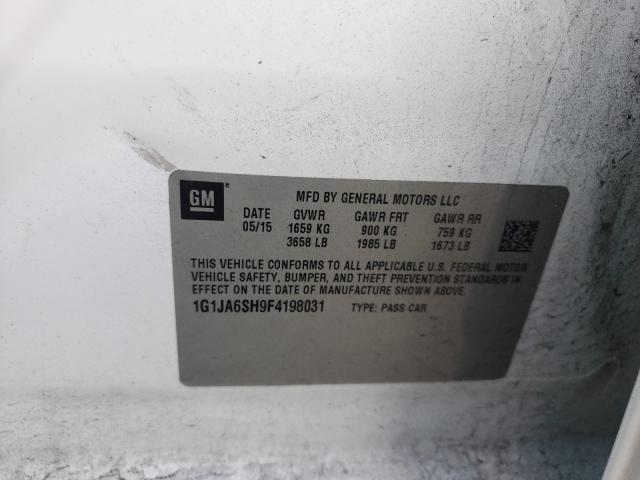 GM ®
MFD BY GENERAL MOTORS LLC
DATE GVWR GAWR FRT GAWR RR
05/15 1659 KG 900 KG 759 KG
3658 LB 1985 LB 1673 LB
THIS VEHICLE CONFORMS TO ALL APPLICABLE U.S. FEDERAL MOTOR
VEHICLE SAFETY, BUMPER, AND THEFT PREVENTION STANDARDS IN
EFFECT ON THE DATE OF MANUFACTURE SHOWN ABOVE.
1G1JA6SH9F4198031 TYPE: PASS CAR